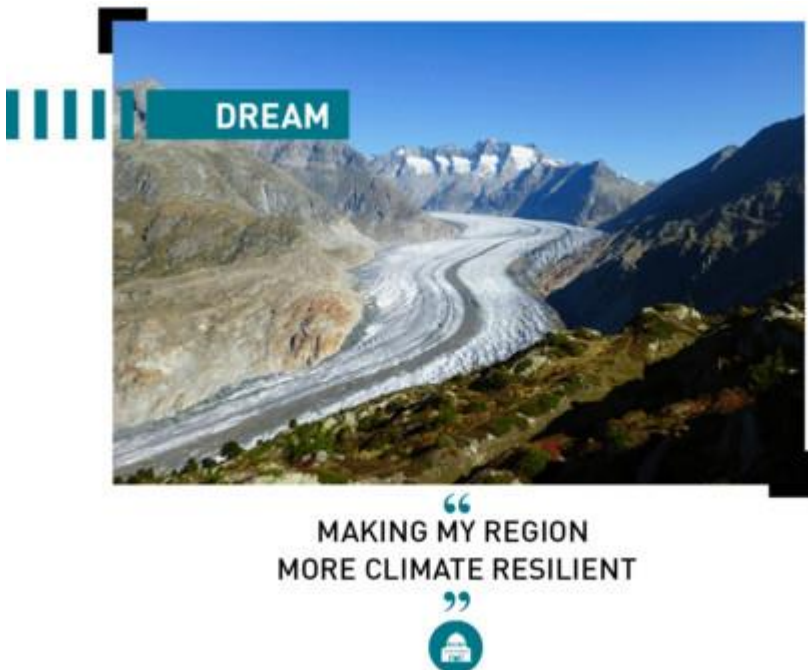 DREAM
“
MAKING MY REGION
MORE CLIMATE RESILIENT
”